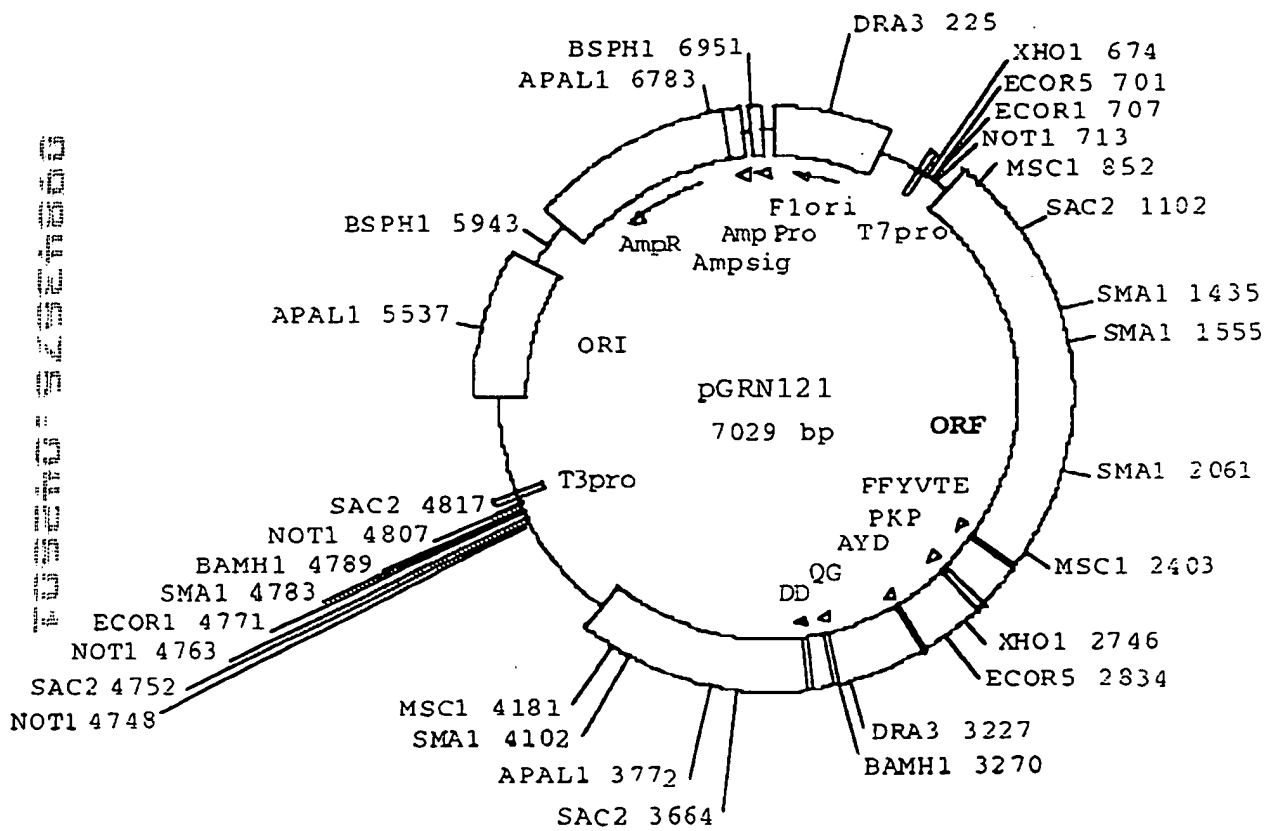 DRA3 225
BSPH1 6951
APAL1 6783
XHO1 674
ECOR5 701
ECOR1 707
NOT1 713
MSC1 852
SAC2 1102
SMA1 1435
SMA1 1555
SMA1 2061
MSC1 2403
XHO1 2746
ECOR5 2834
DRA3 3227
BAMH1 3270
SAC2 3664
APAL1 3772
SMA1 4102
MSC1 4181
NOT1 4748
SAC2 4752
NOT1 4763
ECOR1 4771
SMA1 4783
BAMH1 4789
NOT1 4807
SAC2 4817
T3pro
APAL1 5537
ORI
BSPH1 5943
AmpR
Ampsig
Amp Pro
F1ori
T7pro
pGRN121
7029 bp
ORF
FFYVTE
PKP
AYD
QG
DD